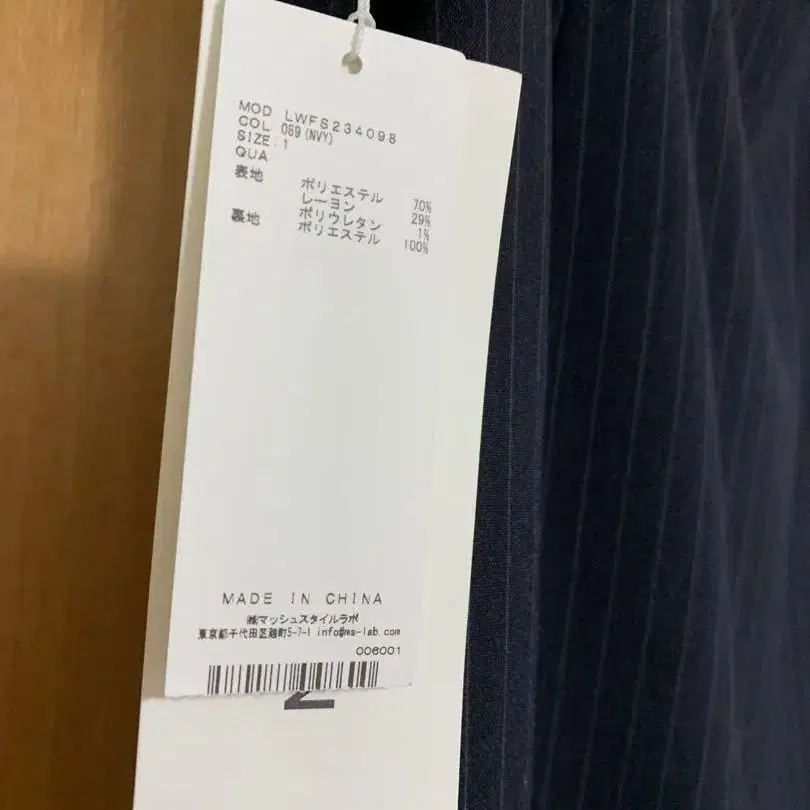 MOD LWFS234098
COL 089(NVY)
SIZE:1
QUA
表地 ポリエステル 70%
レーヨン 29%
ポリウレタン 1%
裏地 ポリエステル 100%
MADE IN CHINA
㈱マッシュスタイルラボ
東京都千代田区麹町5-7-1 info@ms-lab.com
006001